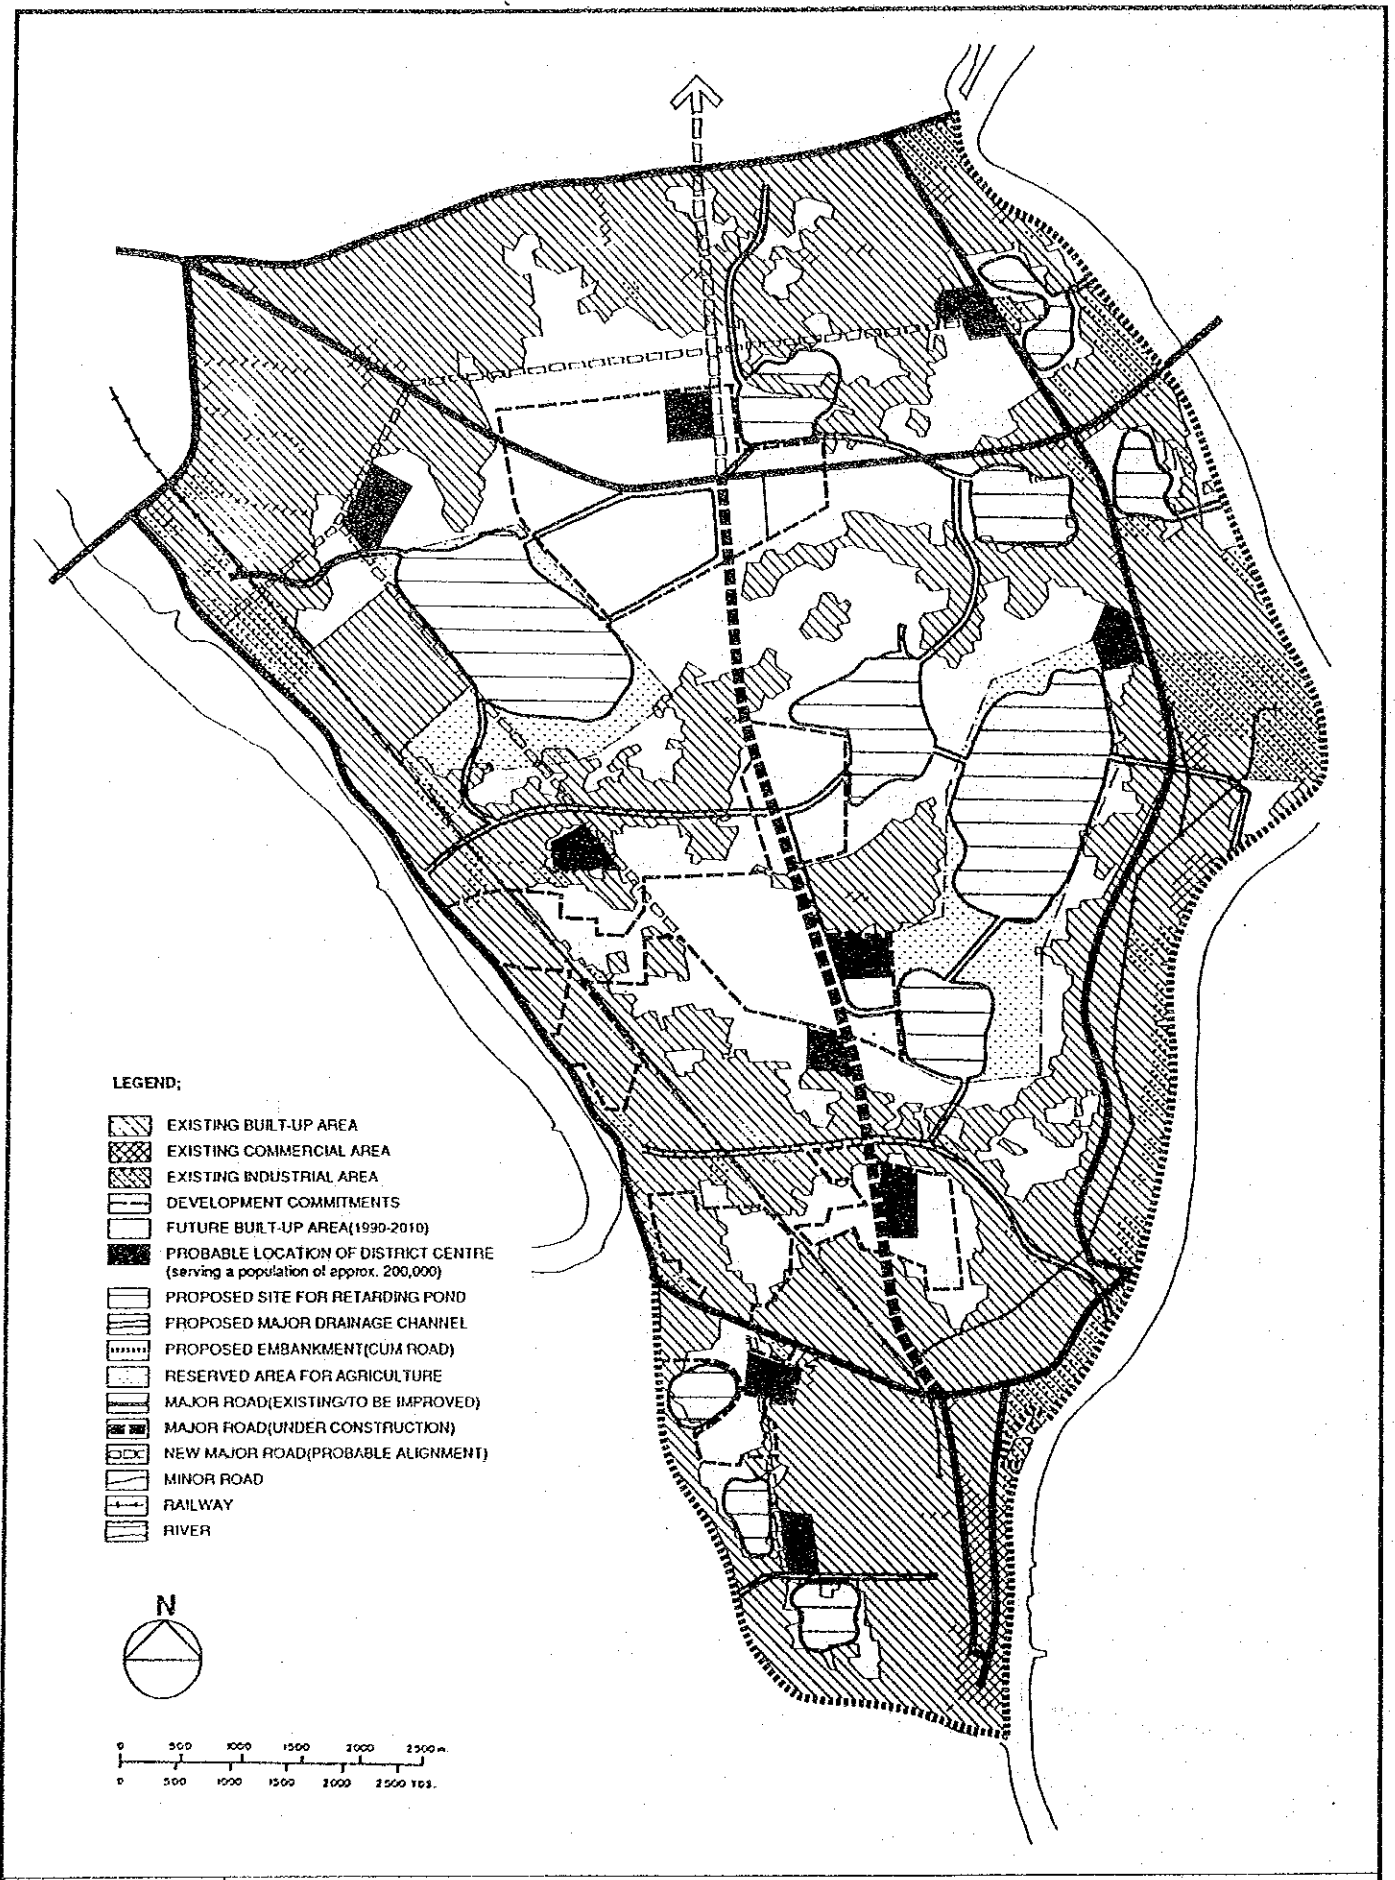 LEGEND;
EXISTING BUILT-UP AREA
EXISTING COMMERCIAL AREA
EXISTING INDUSTRIAL AREA
DEVELOPMENT COMMITMENTS
FUTURE BUILT-UP AREA(1990-2010)
PROBABLE LOCATION OF DISTRICT CENTRE
(serving a population of approx. 200,000)
PROPOSED SITE FOR RETARDING POND
PROPOSED MAJOR DRAINAGE CHANNEL
PROPOSED EMBANKMENT(CUM ROAD)
RESERVED AREA FOR AGRICULTURE
MAJOR ROAD(EXISTING/TO BE IMPROVED)
MAJOR ROAD(UNDER CONSTRUCTION)
NEW MAJOR ROAD(PROBABLE ALIGNMENT)
MINOR ROAD
RAILWAY
RIVER
N
0 500 1000 1500 2000 2500 m.
0 500 1000 1500 2000 2500 YDS.